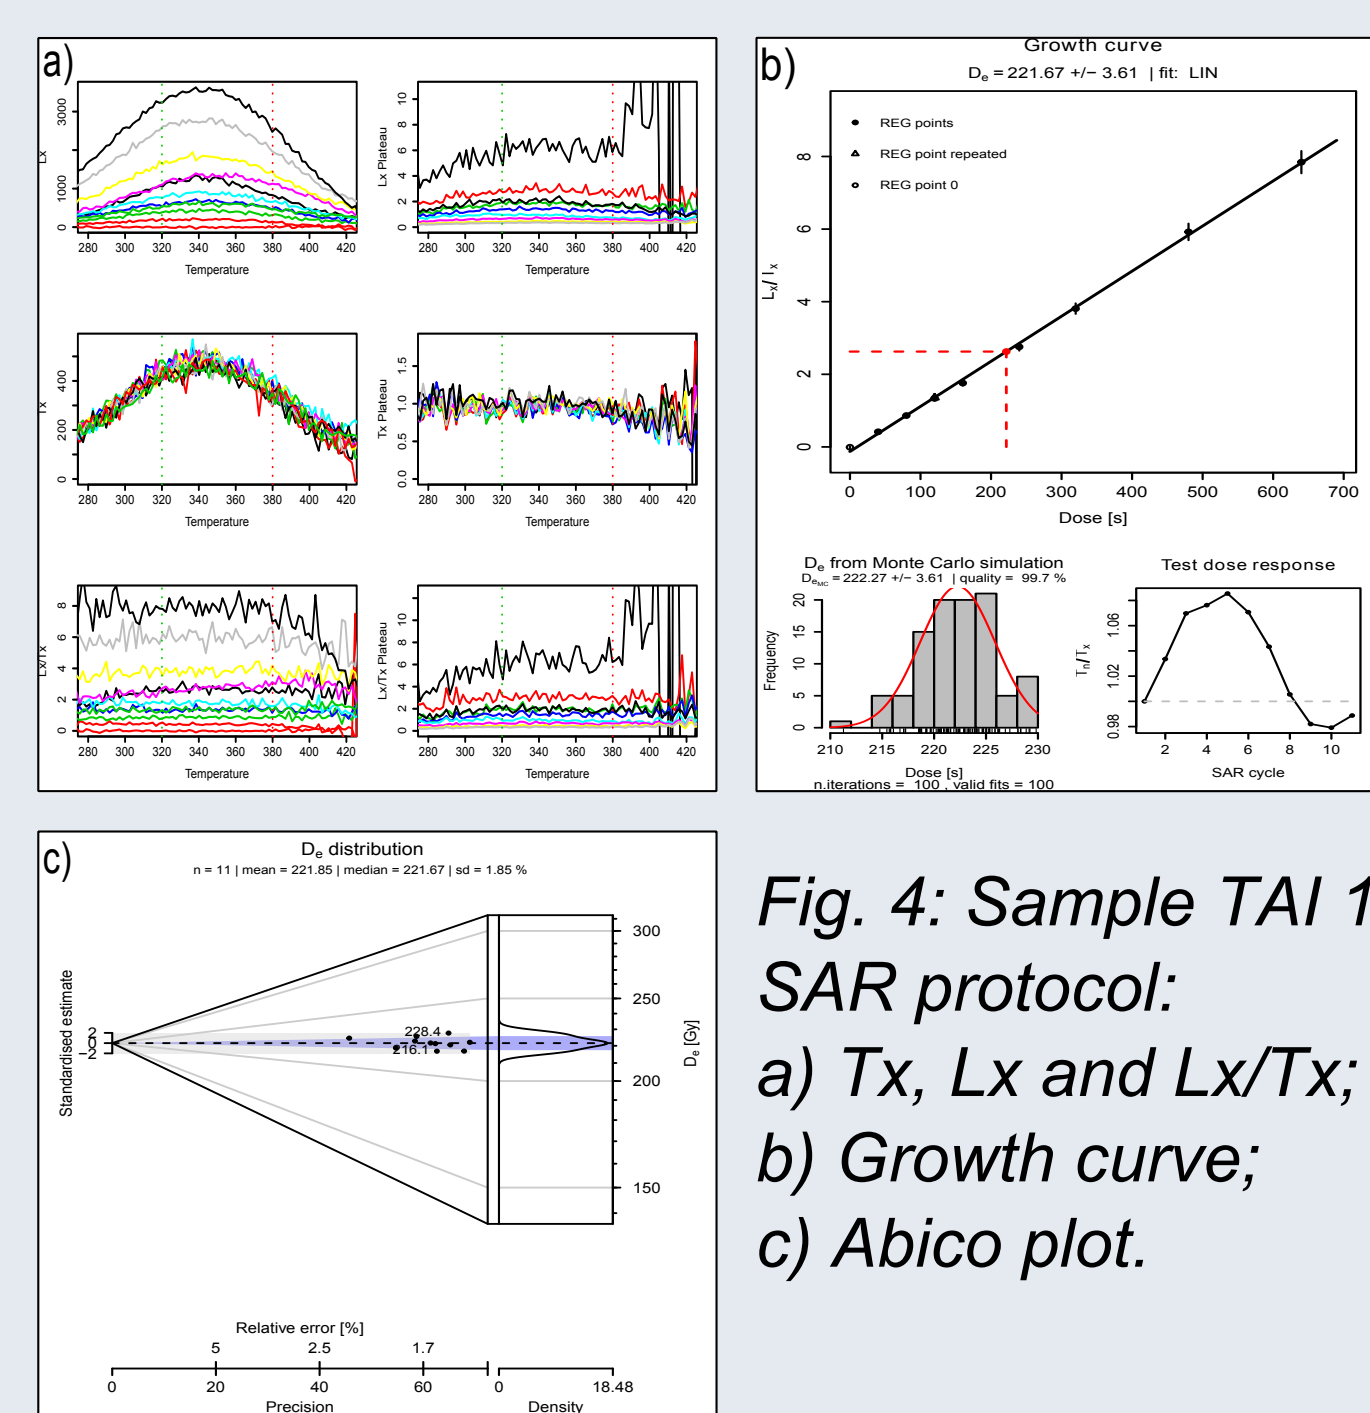 a)
Lx
0
1000
3000
280 300 320 340 360 380 400 420
Temperature
Lx Plateau
0 2 4 6 8 10
280 300 320 340 360 380 400 420
Temperature
Tx
0 200 400
280 300 320 340 360 380 400 420
Temperature
Tx Plateau
0.0 0.5 1.0 1.5
280 300 320 340 360 380 400 420
Temperature
Lx/Tx
0 2 4 6 8
280 300 320 340 360 380 400 420
Temperature
Lx/Tx Plateau
0 2 4 6 8 10
280 300 320 340 360 380 400 420
Temperature
b)
Growth curve
De = 221.67 +/− 3.61 | fit: LIN
REG points
REG point repeated
REG point 0
Lx/Tx
0 2 4 6 8
0 100 200 300 400 500 600 700
Dose [s]
De from Monte Carlo simulation
DeMC = 222.27 +/− 3.61 | quality = 99.7 %
Frequency
0 5 10 15 20
210 215 220 225 230
Dose [s]
n.iterations = 100 , valid fits = 100
Test dose response
Tn/Tx
0.98 1.02 1.06
2 4 6 8 10
SAR cycle
c)
De distribution
n = 11 | mean = 221.85 | median = 221.67 | sd = 1.85 %
Standardised estimate
2
0
−2
228.4
216.1
300
250
200
150
De [Gy]
Relative error [%]
5 2.5 1.7
0 20 40 60
Precision
0 18.48
Density
Fig. 4: Sample TAI 1
SAR protocol:
a) Tx, Lx and Lx/Tx;
b) Growth curve;
c) Abico plot.